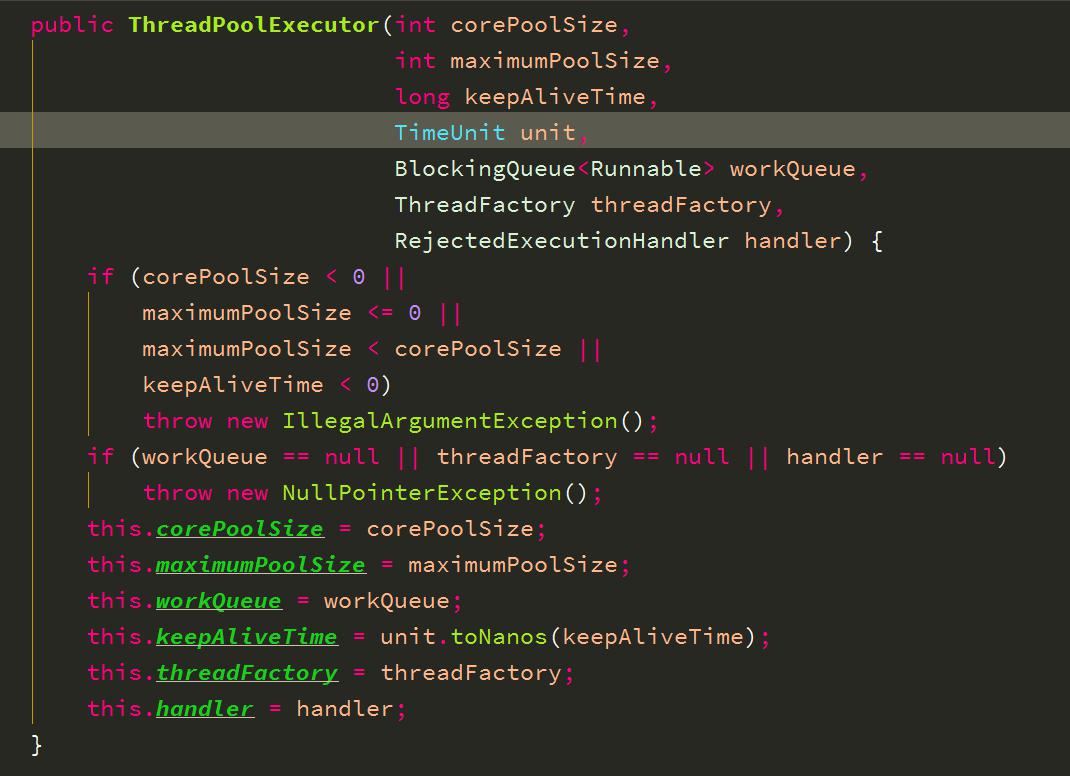 public ThreadPoolExecutor(int corePoolSize,
int maximumPoolSize,
long keepAliveTime,
TimeUnit unit,
BlockingQueue<Runnable> workQueue,
ThreadFactory threadFactory,
RejectedExecutionHandler handler) {
if (corePoolSize < 0 ||
maximumPoolSize <= 0 ||
maximumPoolSize < corePoolSize ||
keepAliveTime < 0)
throw new IllegalArgumentException();
if (workQueue == null || threadFactory == null || handler == null)
throw new NullPointerException();
this.corePoolSize = corePoolSize;
this.maximumPoolSize = maximumPoolSize;
this.workQueue = workQueue;
this.keepAliveTime = unit.toNanos(keepAliveTime);
this.threadFactory = threadFactory;
this.handler = handler;
}